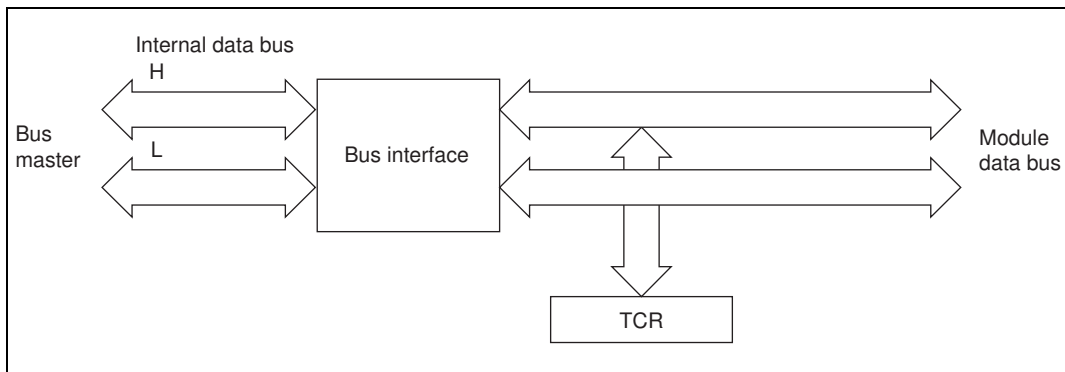 Internal data bus
H
Bus
master
L
Bus interface
Module
data bus
TCR